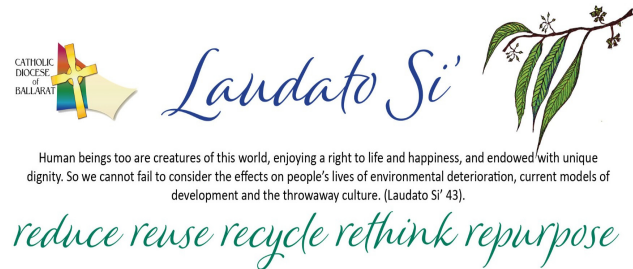 CATHOLIC
DIOCESE
of
BALLARAT
Laudato Si’
Human beings too are creatures of this world, enjoying a right to life and happiness, and endowed with unique
dignity. So we cannot fail to consider the effects on people’s lives of environmental deterioration, current models of
development and the throwaway culture. (Laudato Si’ 43).
reduce reuse recycle rethink repurpose